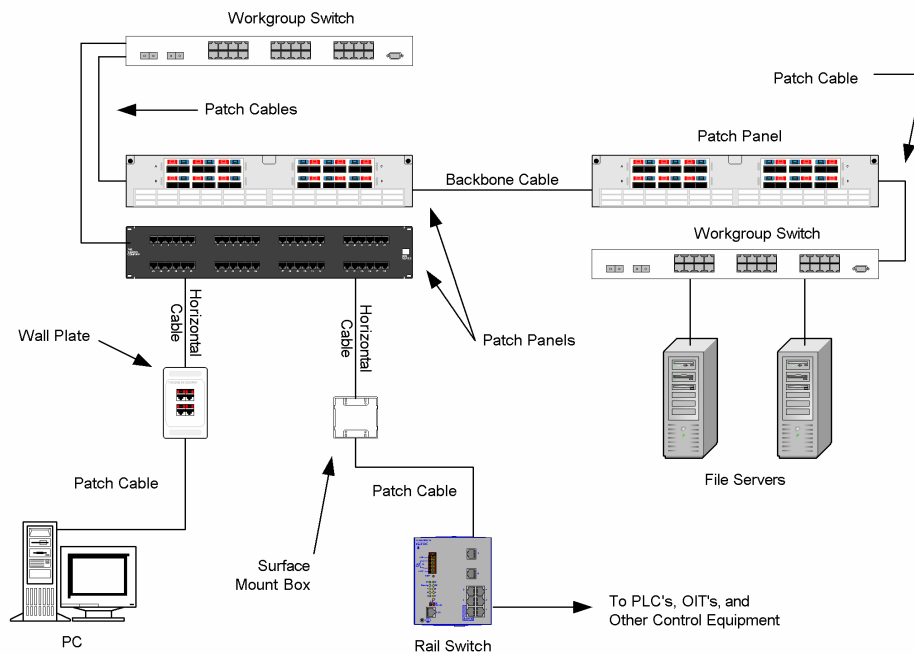 Workgroup Switch
Patch Cable
Patch Cables
Patch Panel
Backbone Cable
Workgroup Switch
Horizontal
Cable
Horizontal
Cable
Wall Plate
Patch Panels
Patch Cable
Patch Cable
File Servers
Surface
Mount Box
To PLC's, OIT's, and
Other Control Equipment
PC
Rail Switch